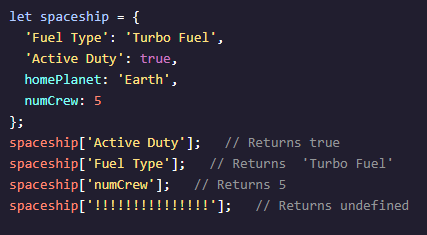 let spaceship = {
  'Fuel Type': 'Turbo Fuel',
  'Active Duty': true,
  homePlanet: 'Earth',
  numCrew: 5
};
spaceship['Active Duty'];   // Returns true
spaceship['Fuel Type'];   // Returns  'Turbo Fuel'
spaceship['numCrew'];   // Returns 5
spaceship['!!!!!!!!!!!!!!!'];   // Returns undefined